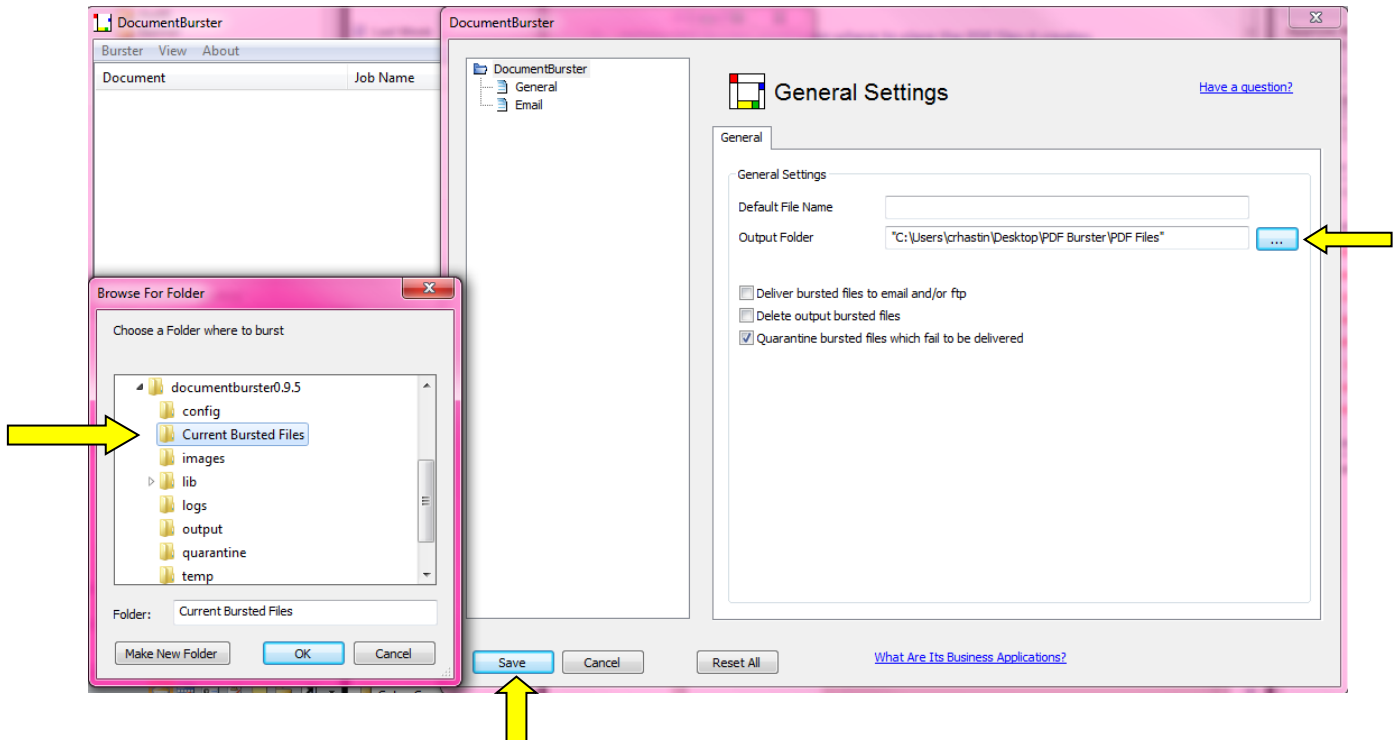 DocumentBurster
Burster View About
Document Job Name
DocumentBurster
DocumentBurster
General
Email
General Settings
Have a question?
General
General Settings
Default File Name
Output Folder "C:\Users\crhastin\Desktop\PDF Burster\PDF Files" ...
Deliver bursted files to email and/or ftp
Delete output bursted files
Quarantine bursted files which fail to be delivered
Save Cancel Reset All What Are Its Business Applications?
Browse For Folder
Choose a Folder where to burst
documentburster0.9.5
config
Current Bursted Files
images
lib
logs
output
quarantine
temp
Folder: Current Bursted Files
Make New Folder OK Cancel